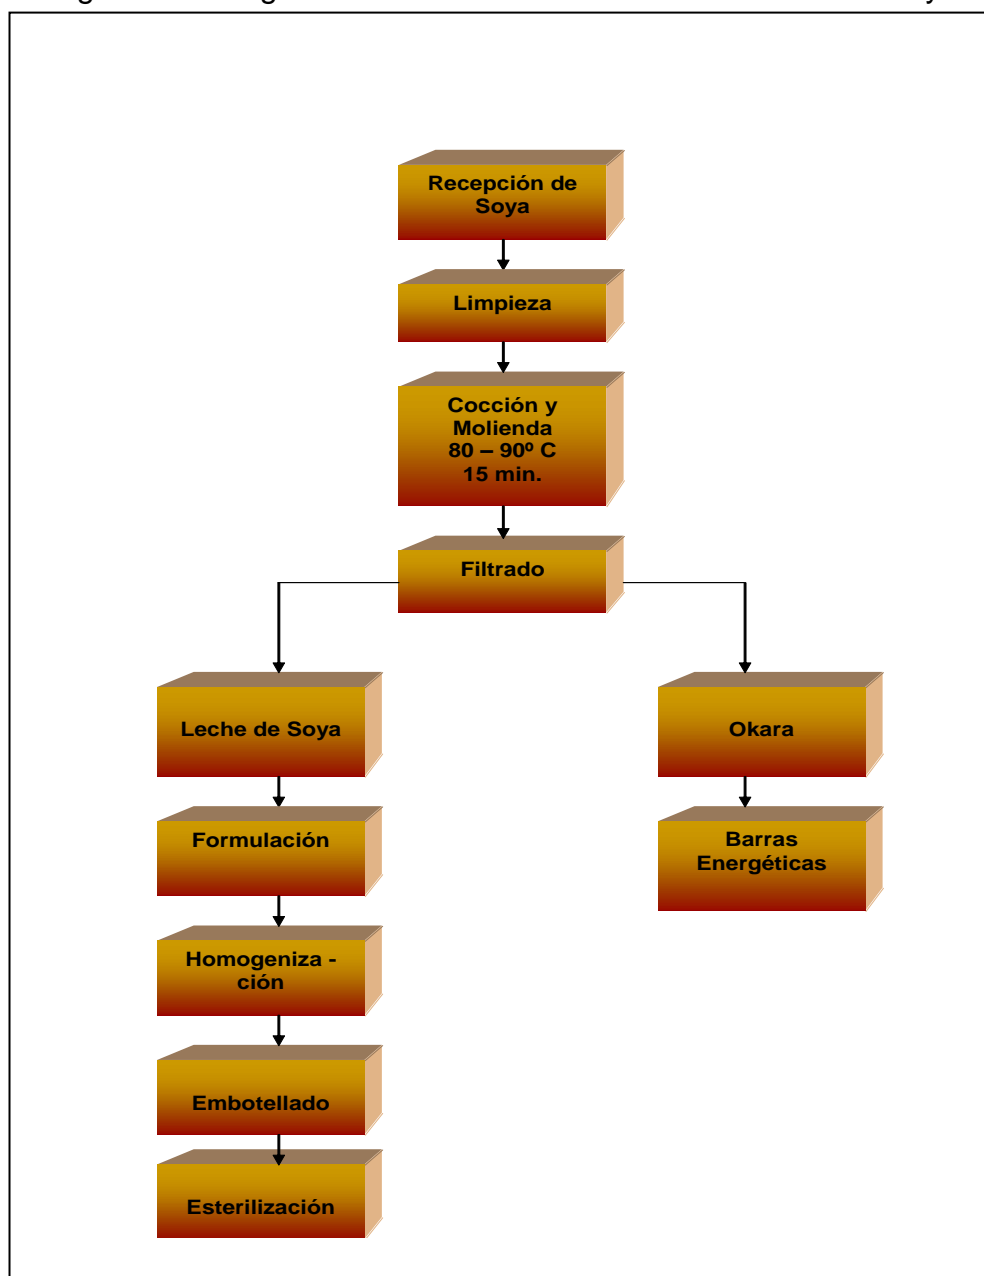 Recepción de
Soya
Limpieza
Cocción y
Molienda
80 – 90º C
15 min.
Filtrado
Leche de Soya
Okara
Formulación
Barras
Energéticas
Homogeniza -
ción
Embotellado
Esterilización